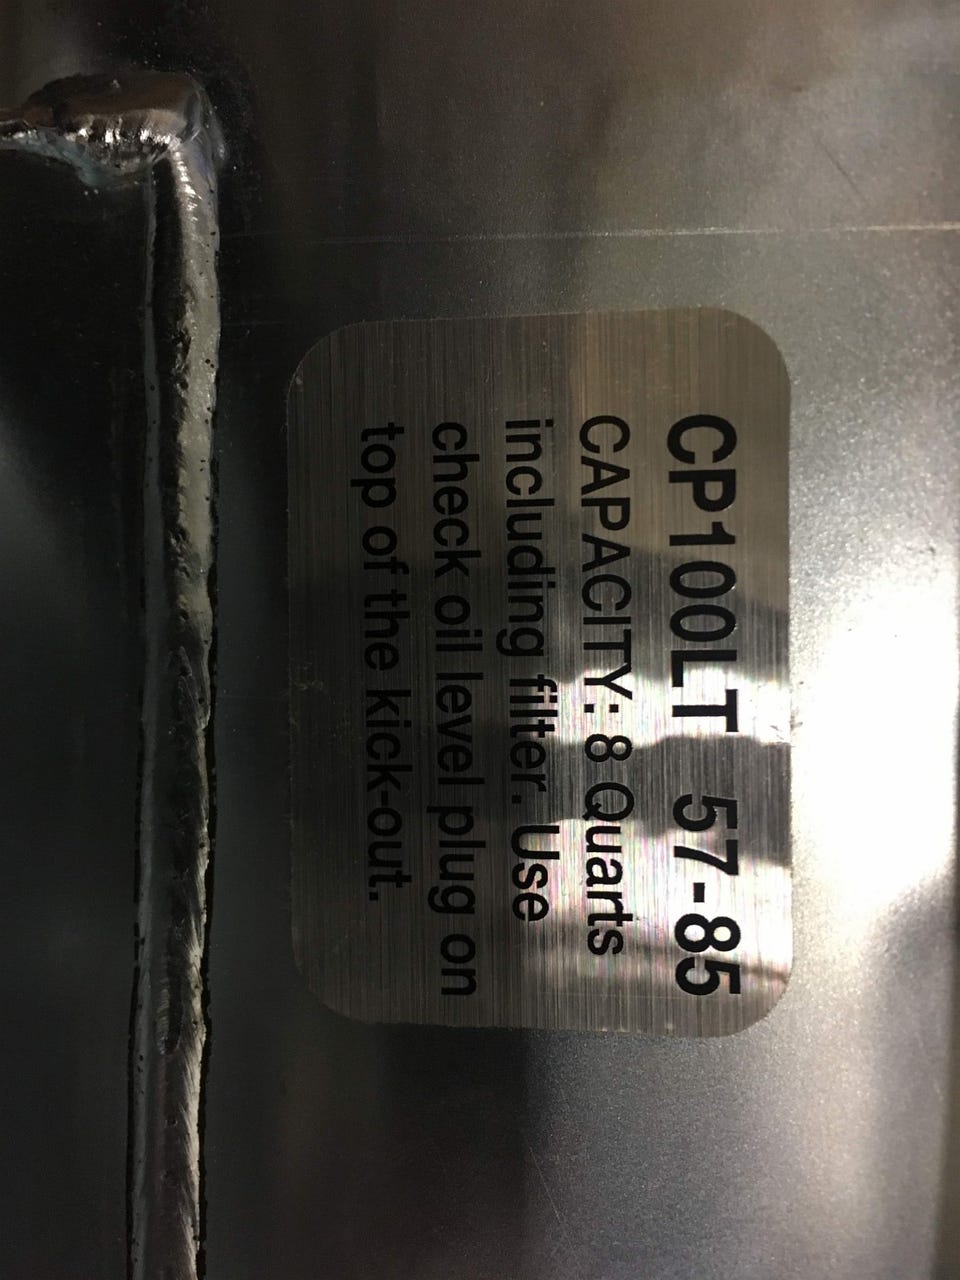 CP100LT 57-85
CAPACITY: 8 Quarts
including filter. Use
check oil level plug on
top of the kick-out.